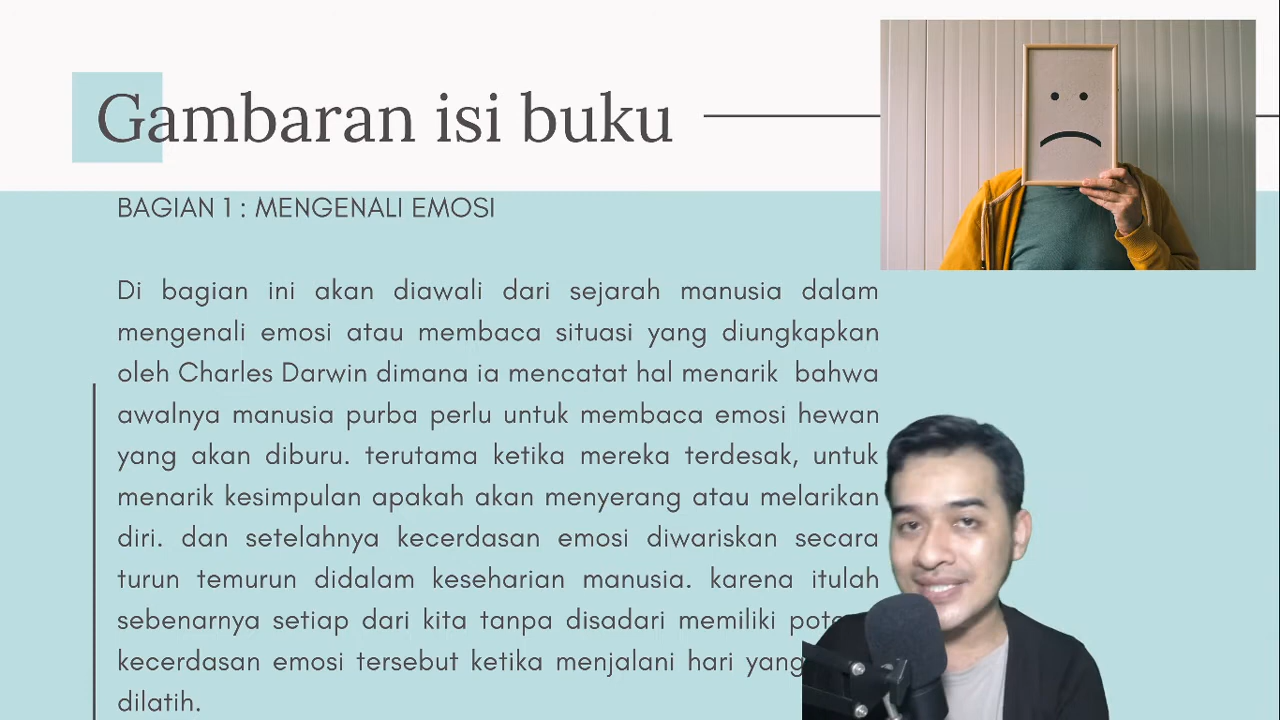 Gambaran isi buku
BAGIAN 1 : MENGENALI EMOSI
Di bagian ini akan diawali dari sejarah manusia dalam
mengenali emosi atau membaca situasi yang diungkapkan
oleh Charles Darwin dimana ia mencatat hal menarik bahwa
awalnya manusia purba perlu untuk membaca emosi hewan
yang akan diburu. terutama ketika mereka terdesak, untuk
menarik kesimpulan apakah akan menyerang atau melarikan
diri. dan setelahnya kecerdasan emosi diwariskan secara
turun temurun didalam keseharian manusia. karena itulah
sebenarnya setiap dari kita tanpa disadari memiliki
kecerdasan emosi tersebut ketika menjalani hari yang
dilatih.